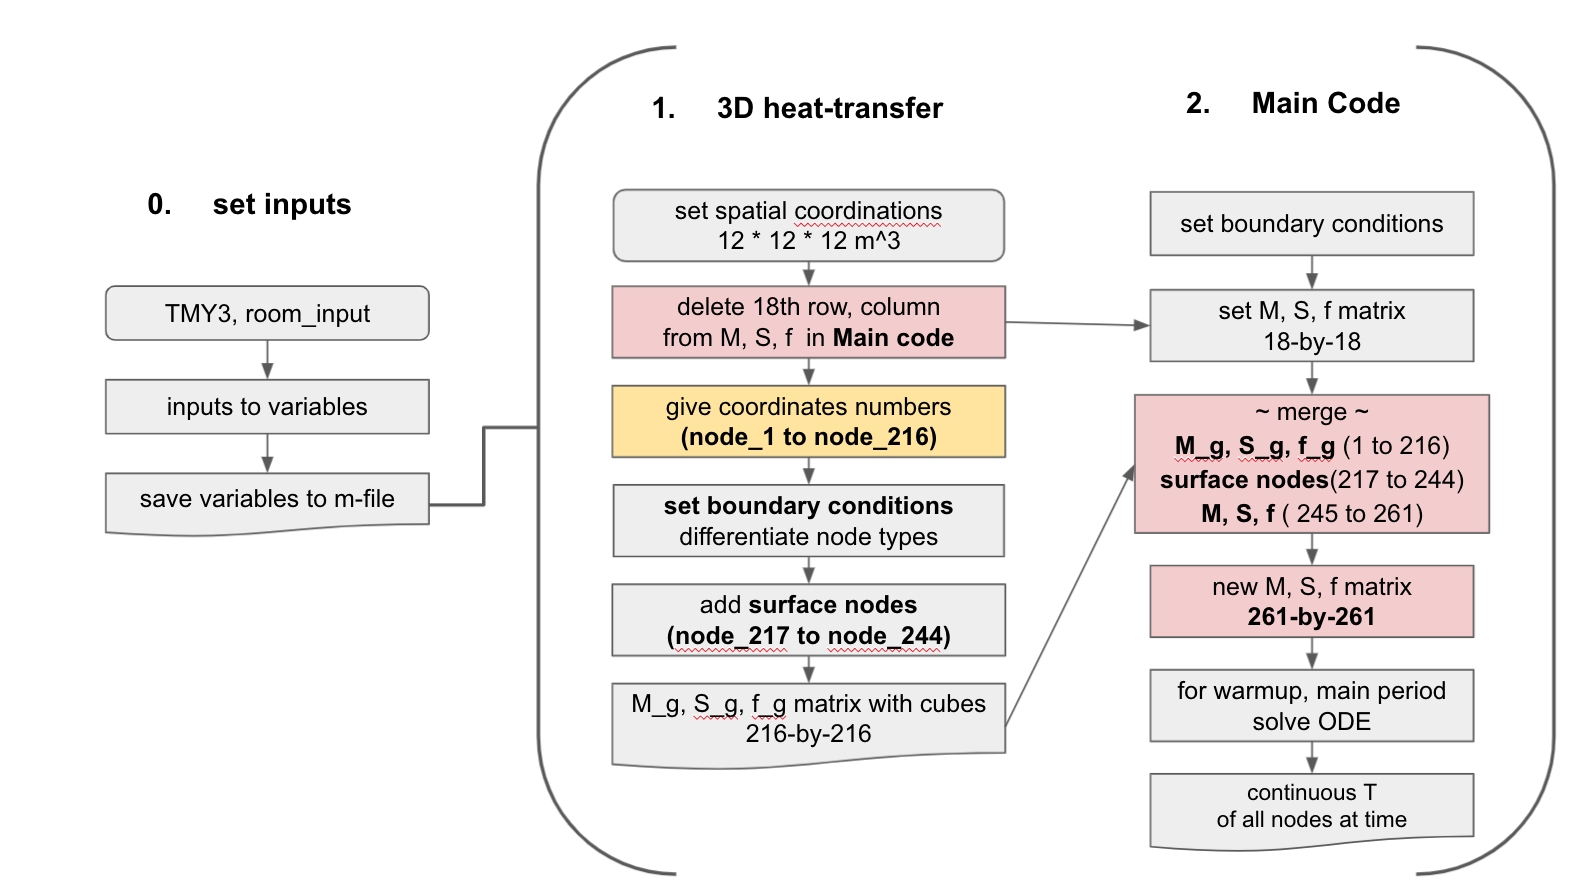 0. set inputs
TMY3, room_input
inputs to variables
save variables to m-file
1. 3D heat-transfer
set spatial coordinations
12 * 12 * 12 m^3
delete 18th row, column
from M, S, f in Main code
give coordinates numbers
(node_1 to node_216)
set boundary conditions
differentiate node types
add surface nodes
(node_217 to node_244)
M_g, S_g, f_g matrix with cubes
216-by-216
2. Main Code
set boundary conditions
set M, S, f matrix
18-by-18
~ merge ~
M_g, S_g, f_g (1 to 216)
surface nodes(217 to 244)
M, S, f ( 245 to 261)
new M, S, f matrix
261-by-261
for warmup, main period
solve ODE
continuous T
of all nodes at time